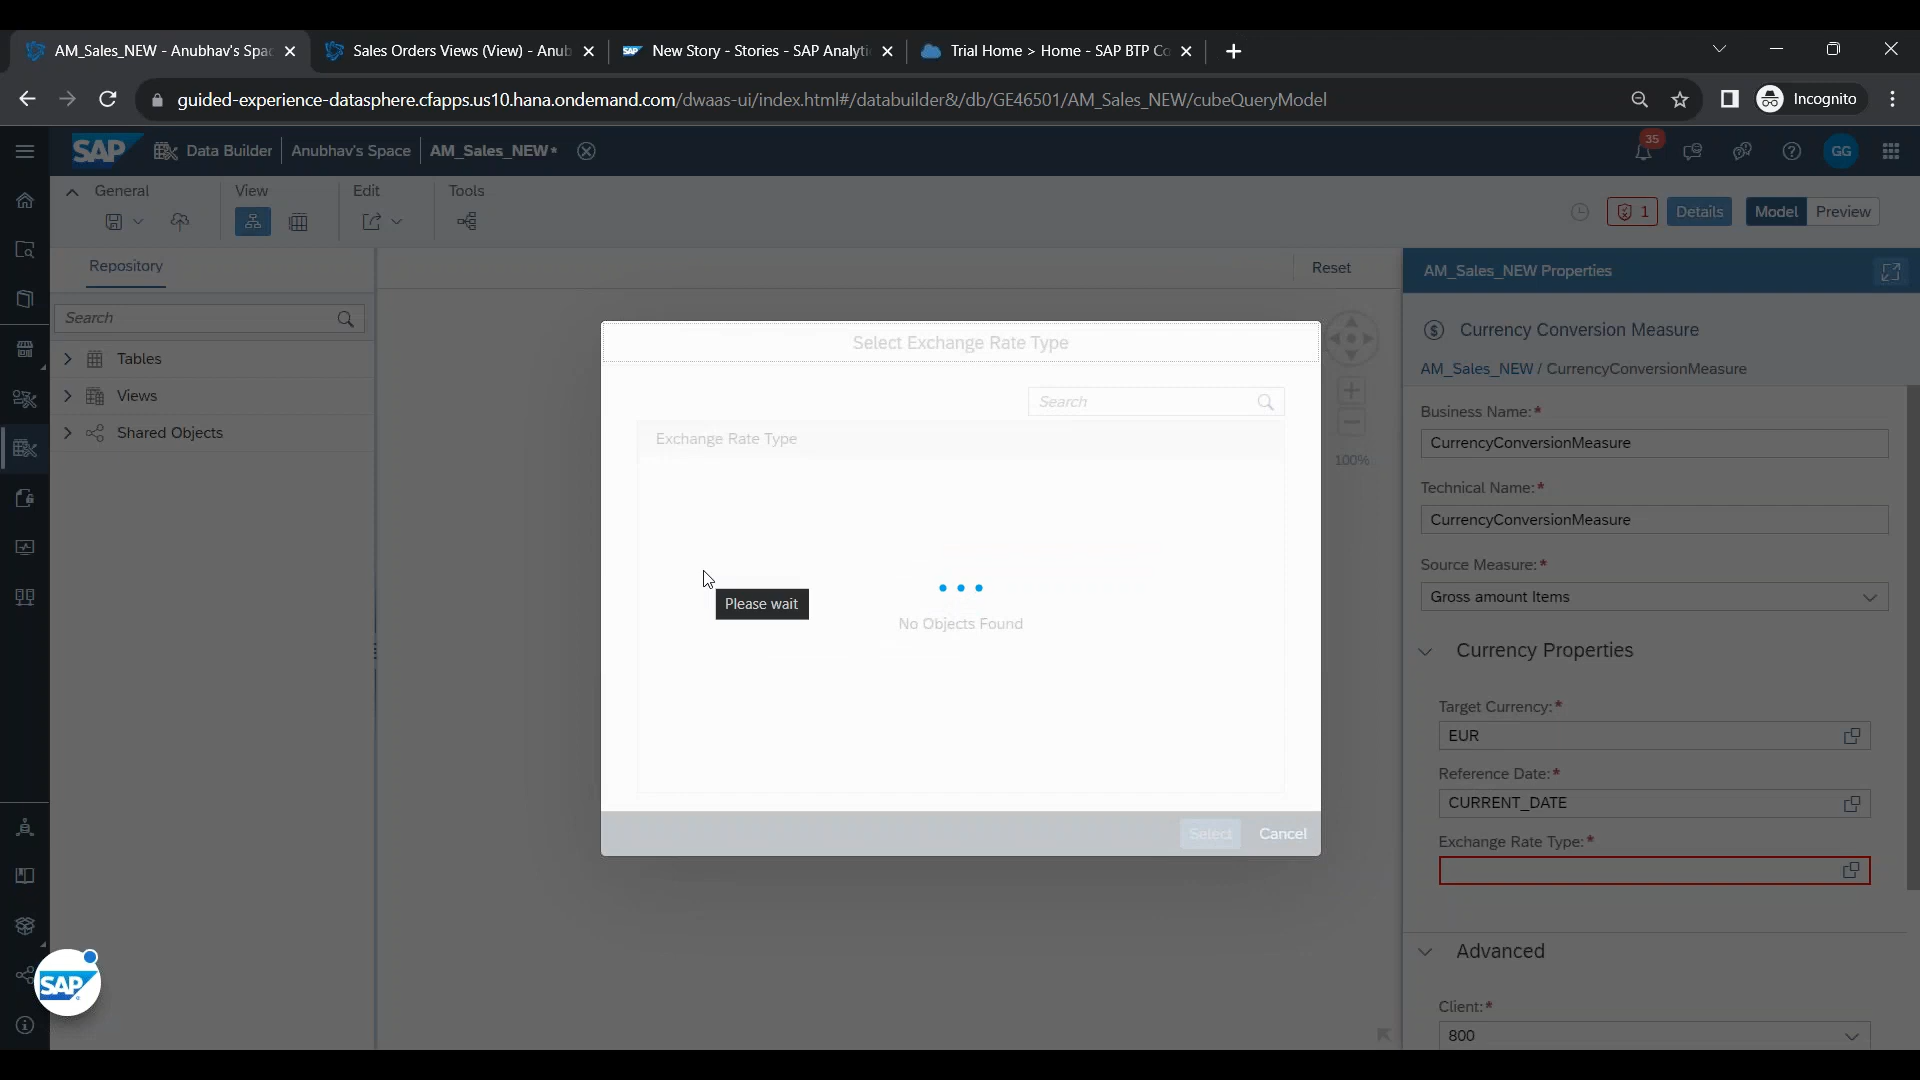 AM_Sales_NEW - Anubhav's Spac
Sales Orders Views (View) - Anub
New Story - Stories - SAP Analyti
Trial Home > Home - SAP BTP Co
guided-experience-datasphere.cfapps.us10.hana.ondemand.com/dwaas-ui/index.html#/databuilder&/db/GE46501/AM_Sales_NEW/cubeQueryModel
Incognito
SAP
Data Builder
Anubhav's Space
AM_Sales_NEW*
35
GG
General
View
Edit
Tools
1
Details
Model
Preview
Repository
Reset
Search
Tables
Views
Shared Objects
100%
Select Exchange Rate Type
Search
Exchange Rate Type
Please wait
No Objects Found
Select
Cancel
AM_Sales_NEW Properties
Currency Conversion Measure
AM_Sales_NEW / CurrencyConversionMeasure
Business Name:*
CurrencyConversionMeasure
Technical Name:*
CurrencyConversionMeasure
Source Measure:*
Gross amount Items
Currency Properties
Target Currency:*
EUR
Reference Date:*
CURRENT_DATE
Exchange Rate Type:*
Advanced
Client:*
800
SAP